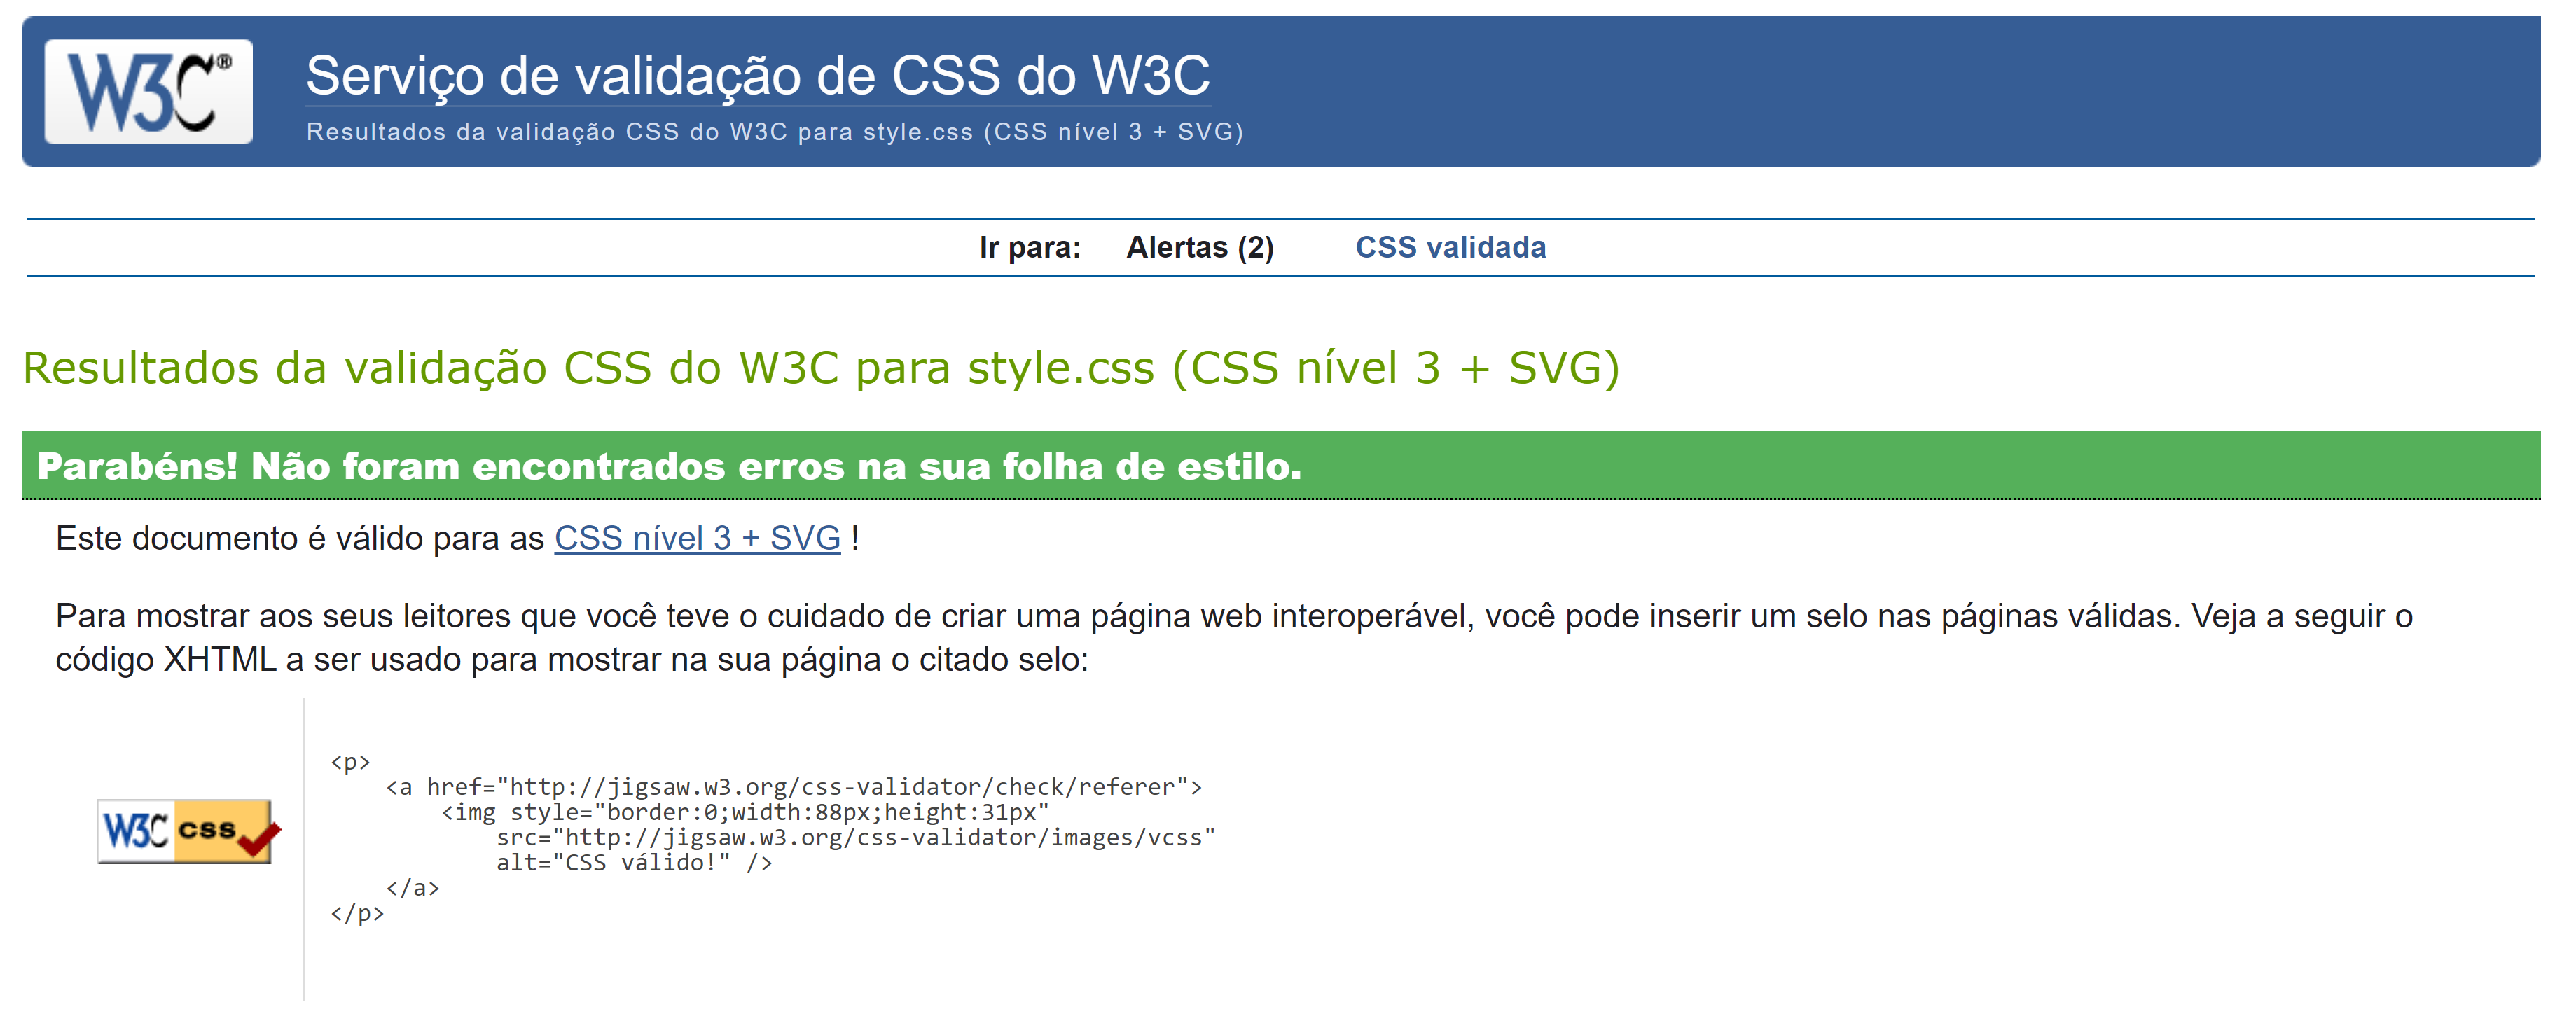 W3C®
Serviço de validação de CSS do W3C
Resultados da validação CSS do W3C para style.css (CSS nível 3 + SVG)
Ir para: Alertas (2) CSS validada
Resultados da validação CSS do W3C para style.css (CSS nível 3 + SVG)
Parabéns! Não foram encontrados erros na sua folha de estilo.
Este documento é válido para as CSS nível 3 + SVG !
Para mostrar aos seus leitores que você teve o cuidado de criar uma página web interoperável, você pode inserir um selo nas páginas válidas. Veja a seguir o
código XHTML a ser usado para mostrar na sua página o citado selo:
W3C css
<p>
    <a href="http://jigsaw.w3.org/css-validator/check/referer">
        <img style="border:0;width:88px;height:31px"
            src="http://jigsaw.w3.org/css-validator/images/vcss"
            alt="CSS válido!" />
    </a>
</p>